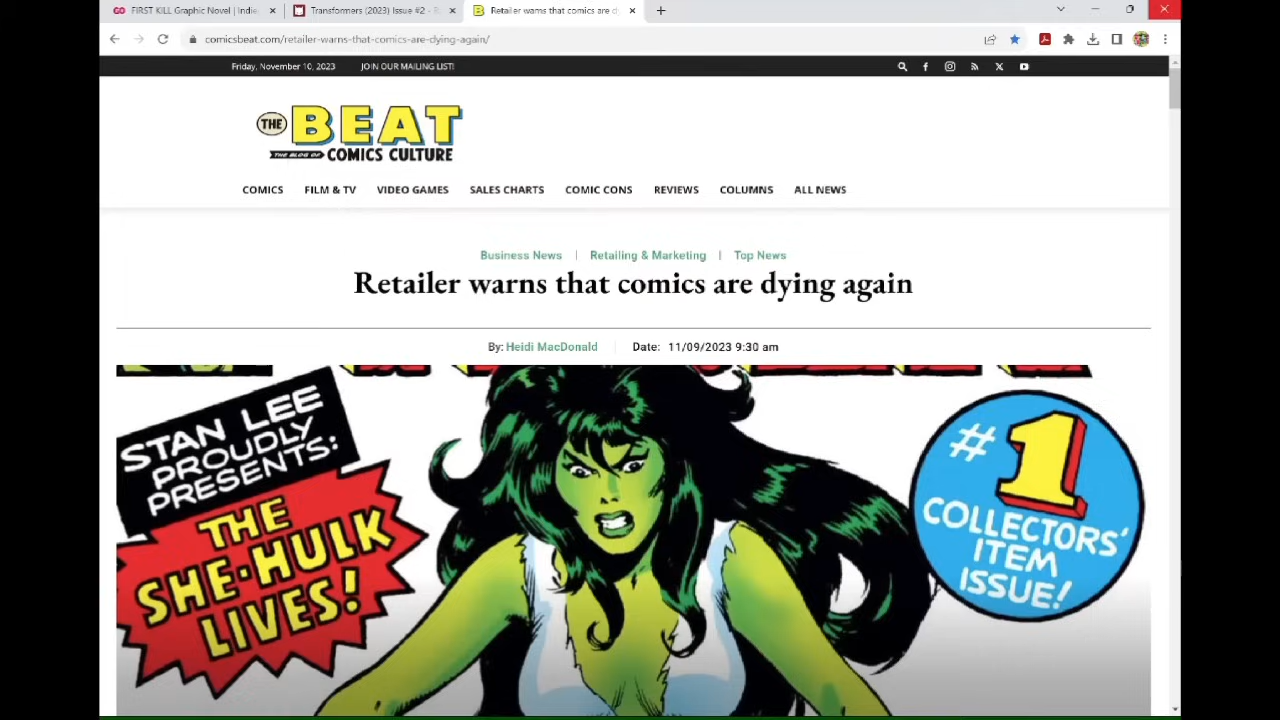 FIRST KILL Graphic Novel | Indie
Transformers (2023) Issue #2 - R
Retailer warns that comics are d
comicsbeat.com/retailer-warns-that-comics-are-dying-again/
Friday, November 10, 2023 JOIN OUR MAILING LIST!
THE BEAT
THE BLOG OF COMICS CULTURE
COMICS FILM & TV VIDEO GAMES SALES CHARTS COMIC CONS REVIEWS COLUMNS ALL NEWS
Business News | Retailing & Marketing | Top News
Retailer warns that comics are dying again
By: Heidi MacDonald Date: 11/09/2023 9:30 am
STAN LEE
PROUDLY
PRESENTS:
THE
SHE-HULK
LIVES!
#1
COLLECTORS'
ITEM
ISSUE!